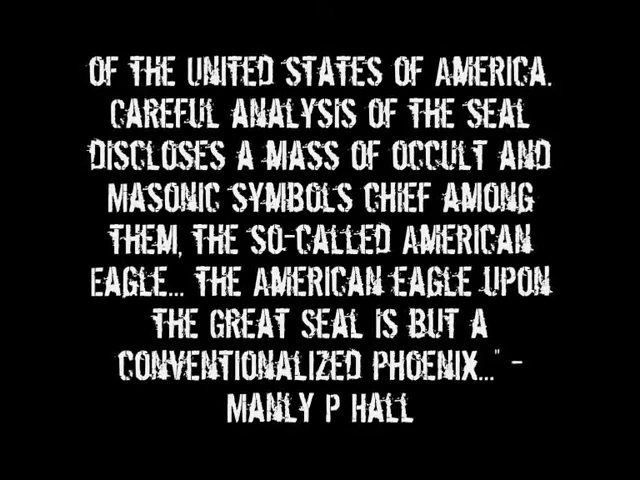 OF THE UNITED STATES OF AMERICA.
CAREFUL ANALYSIS OF THE SEAL
DISCLOSES A MASS OF OCCULT AND
MASONIC SYMBOLS CHIEF AMONG
THEM, THE SO-CALLED AMERICAN
EAGLE... THE AMERICAN EAGLE UPON
THE GREAT SEAL IS BUT A
CONVENTIONALIZED PHOENIX..." -
MANLY P HALL